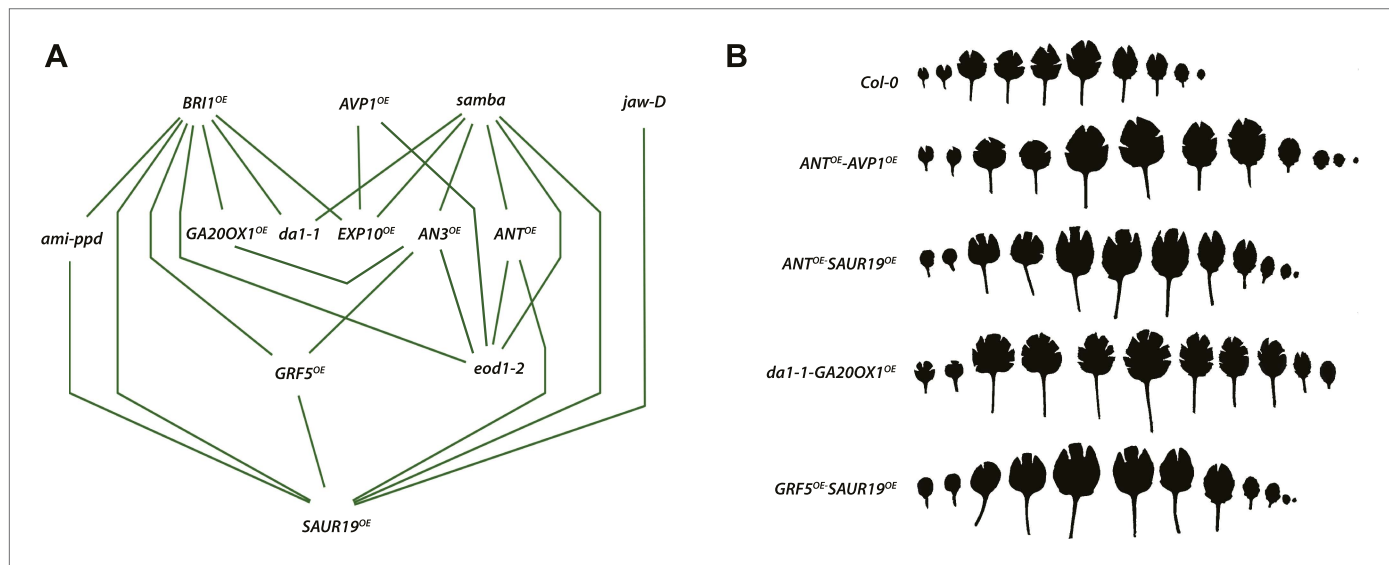 A
BRI1OE
AVP1OE
samba
jaw-D
ami-ppd
GA20OX1OE
da1-1
EXP10OE
AN3OE
ANTOE
GRF5OE
eod1-2
SAUR19OE
B
Col-0
ANTOE-AVP1OE
ANTOE-SAUR19OE
da1-1-GA20OX1OE
GRF5OE-SAUR19OE